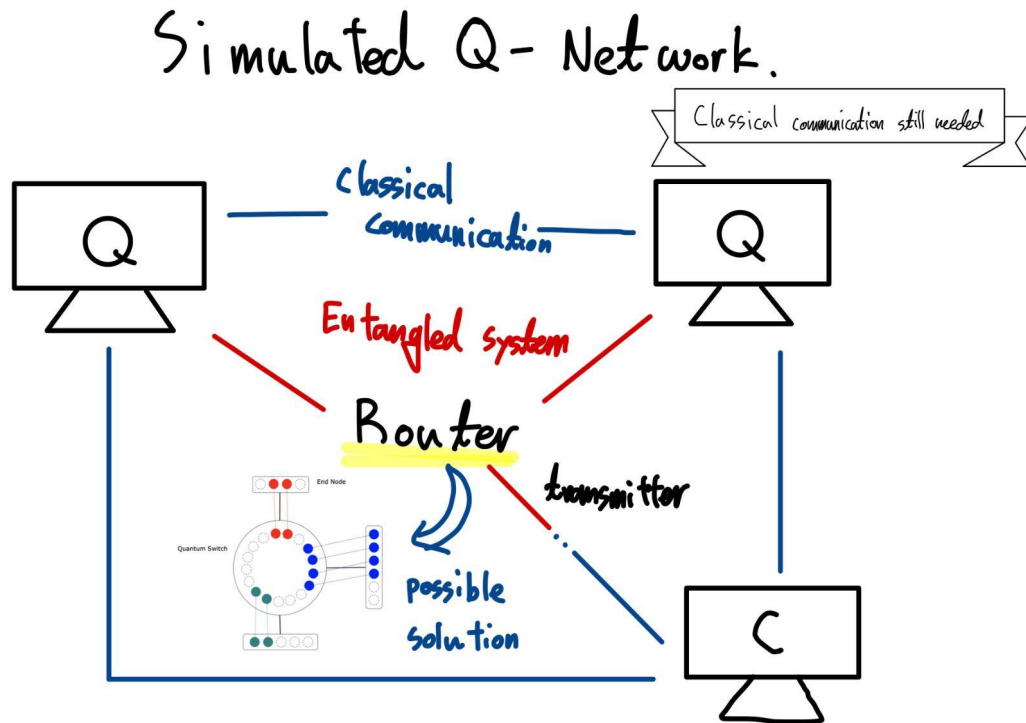 Simulated Q-Network.
Classical communication still needed
Classical
communication
Q
Q
Entangled system
Router
transmitter
End Node
Quantum Switch
possible
solution
C